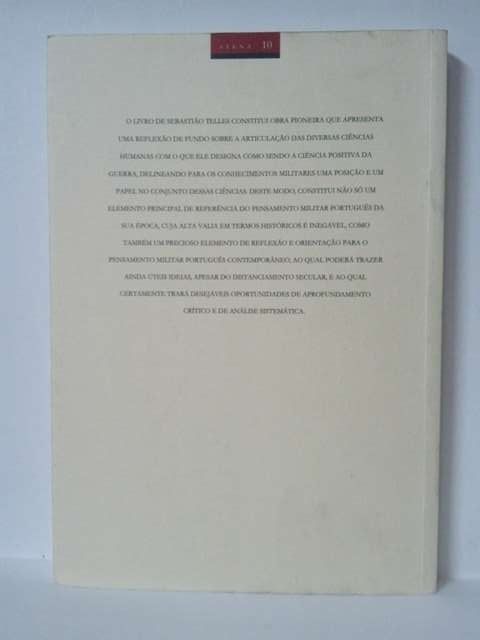 ATENA 10
O LIVRO DE SEBASTIÃO TELLES CONSTITUI OBRA PIONEIRA QUE APRESENTA
UMA REFLEXÃO DE FUNDO SOBRE A ARTICULAÇÃO DAS DIVERSAS CIÊNCIAS
HUMANAS COM O QUE ELE DESIGNA COMO SENDO A CIÊNCIA POSITIVA DA
GUERRA, DELINEANDO PARA OS CONHECIMENTOS MILITARES UMA POSIÇÃO E UM
PAPEL NO CONJUNTO DESSAS CIÊNCIAS. DESTE MODO, CONSTITUI NÃO SÓ UM
ELEMENTO PRINCIPAL DE REFERÊNCIA DO PENSAMENTO MILITAR PORTUGUÊS DA
SUA ÉPOCA, CUJA ALTA VALIA EM TERMOS HISTÓRICOS É INEGÁVEL, COMO
TAMBÉM UM PRECIOSO ELEMENTO DE REFLEXÃO E ORIENTAÇÃO PARA O
PENSAMENTO MILITAR PORTUGUÊS CONTEMPORÂNEO, AO QUAL PODERÁ TRAZER
AINDA ÚTEIS IDEIAS, APESAR DO DISTANCIAMENTO SECULAR, E AO QUAL
CERTAMENTE TRARÁ DESEJÁVEIS OPORTUNIDADES DE APROFUNDAMENTO
CRÍTICO E DE ANÁLISE SISTEMÁTICA.